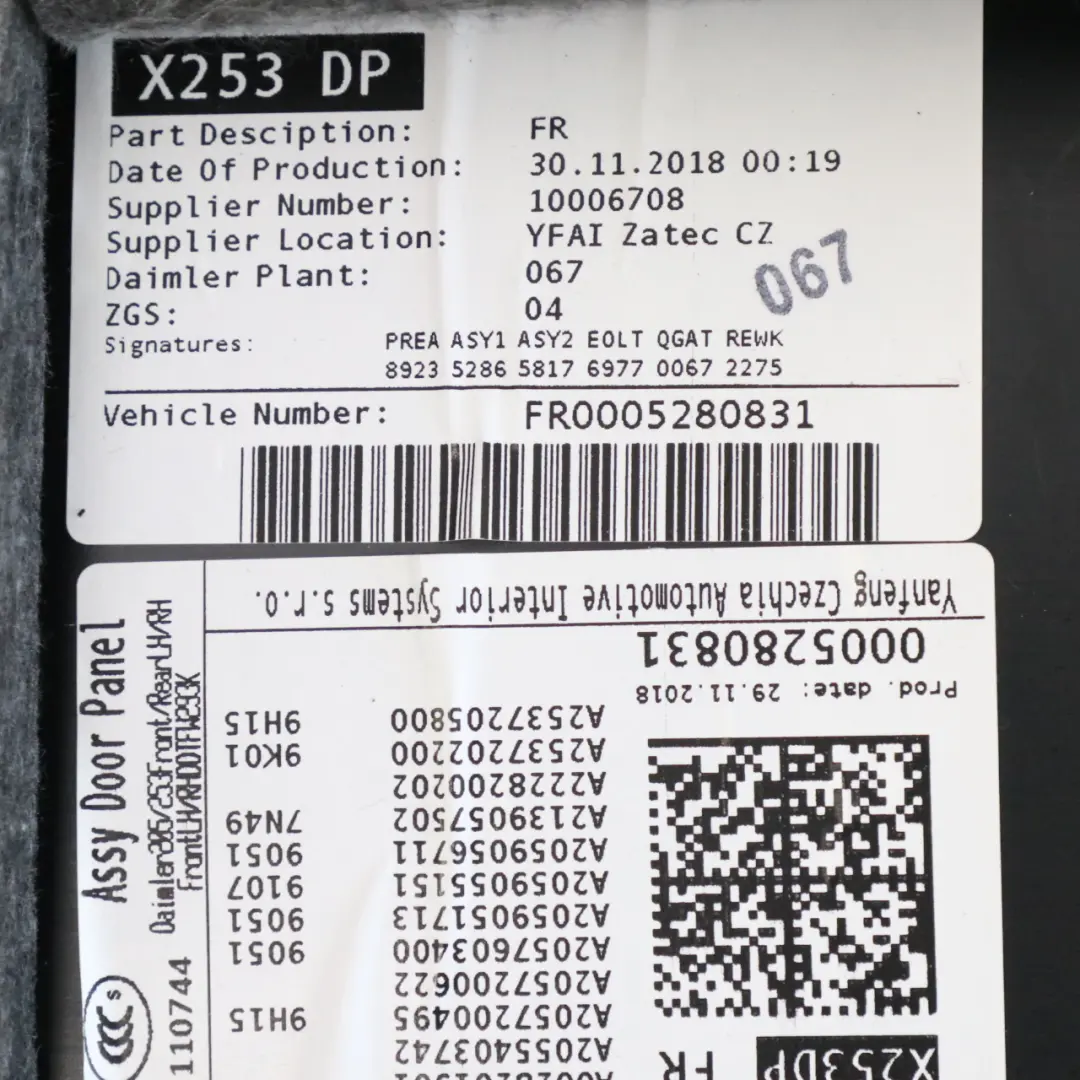 X253 DP
Part Desciption: FR
Date Of Production: 30.11.2018 00:19
Supplier Number: 10006708
Supplier Location: YFAI Zatec CZ
Daimler Plant: 067
067
ZGS: 04
Signatures: PREA ASY1 ASY2 EOLT QGAT REWK
8923 5286 5817 6977 0067 2275
Vehicle Number: FR0005280831
Yanfeng Czechia Automotive Interior Systems s.r.o.
0005280831
Prod. date: 29.11.2018
A2537205800 9H15
A2537202200 9K01
A2228200202
A2139057502 7N49
A2059056711 9051
A2059055151 9107
A2059051713 9051
A2057603400 9051
A2057200622
A2057200495 9H15
A2055403742
X253DP FR
Assy Door Panel
Daimler205/253Front/RearLH/RH
CCC S
110744